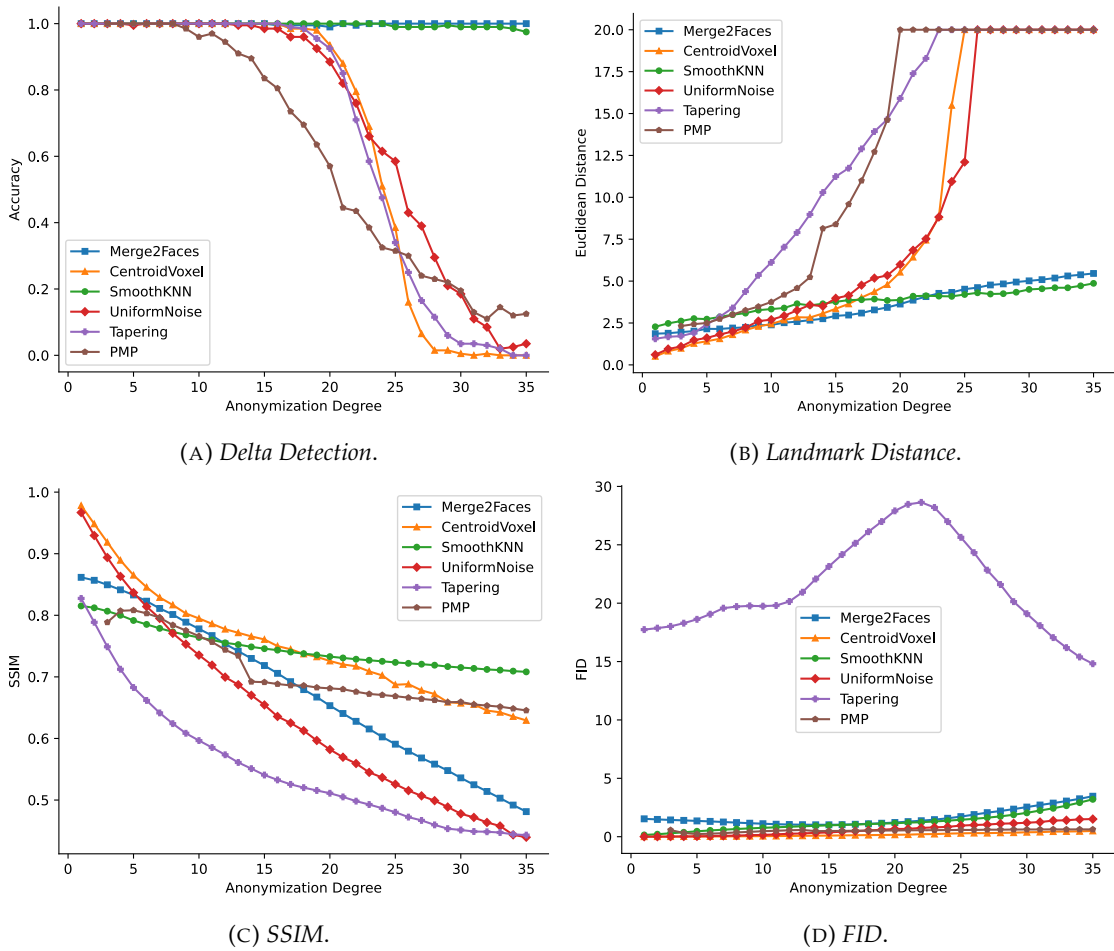 1.0
0.8
0.6
0.4
0.2
0.0
Accuracy
Merge2Faces
CentroidVoxel
SmoothKNN
UniformNoise
Tapering
PMP
0 5 10 15 20 25 30 35
Anonymization Degree
(A) Delta Detection.
20.0
17.5
15.0
12.5
10.0
7.5
5.0
2.5
0.0
Euclidean Distance
Merge2Faces
CentroidVoxel
SmoothKNN
UniformNoise
Tapering
PMP
0 5 10 15 20 25 30 35
Anonymization Degree
(B) Landmark Distance.
1.0
0.9
0.8
0.7
0.6
0.5
SSIM
Merge2Faces
CentroidVoxel
SmoothKNN
UniformNoise
Tapering
PMP
0 5 10 15 20 25 30 35
Anonymization Degree
(C) SSIM.
30
25
20
15
10
5
0
FID
Merge2Faces
CentroidVoxel
SmoothKNN
UniformNoise
Tapering
PMP
0 5 10 15 20 25 30 35
Anonymization Degree
(D) FID.